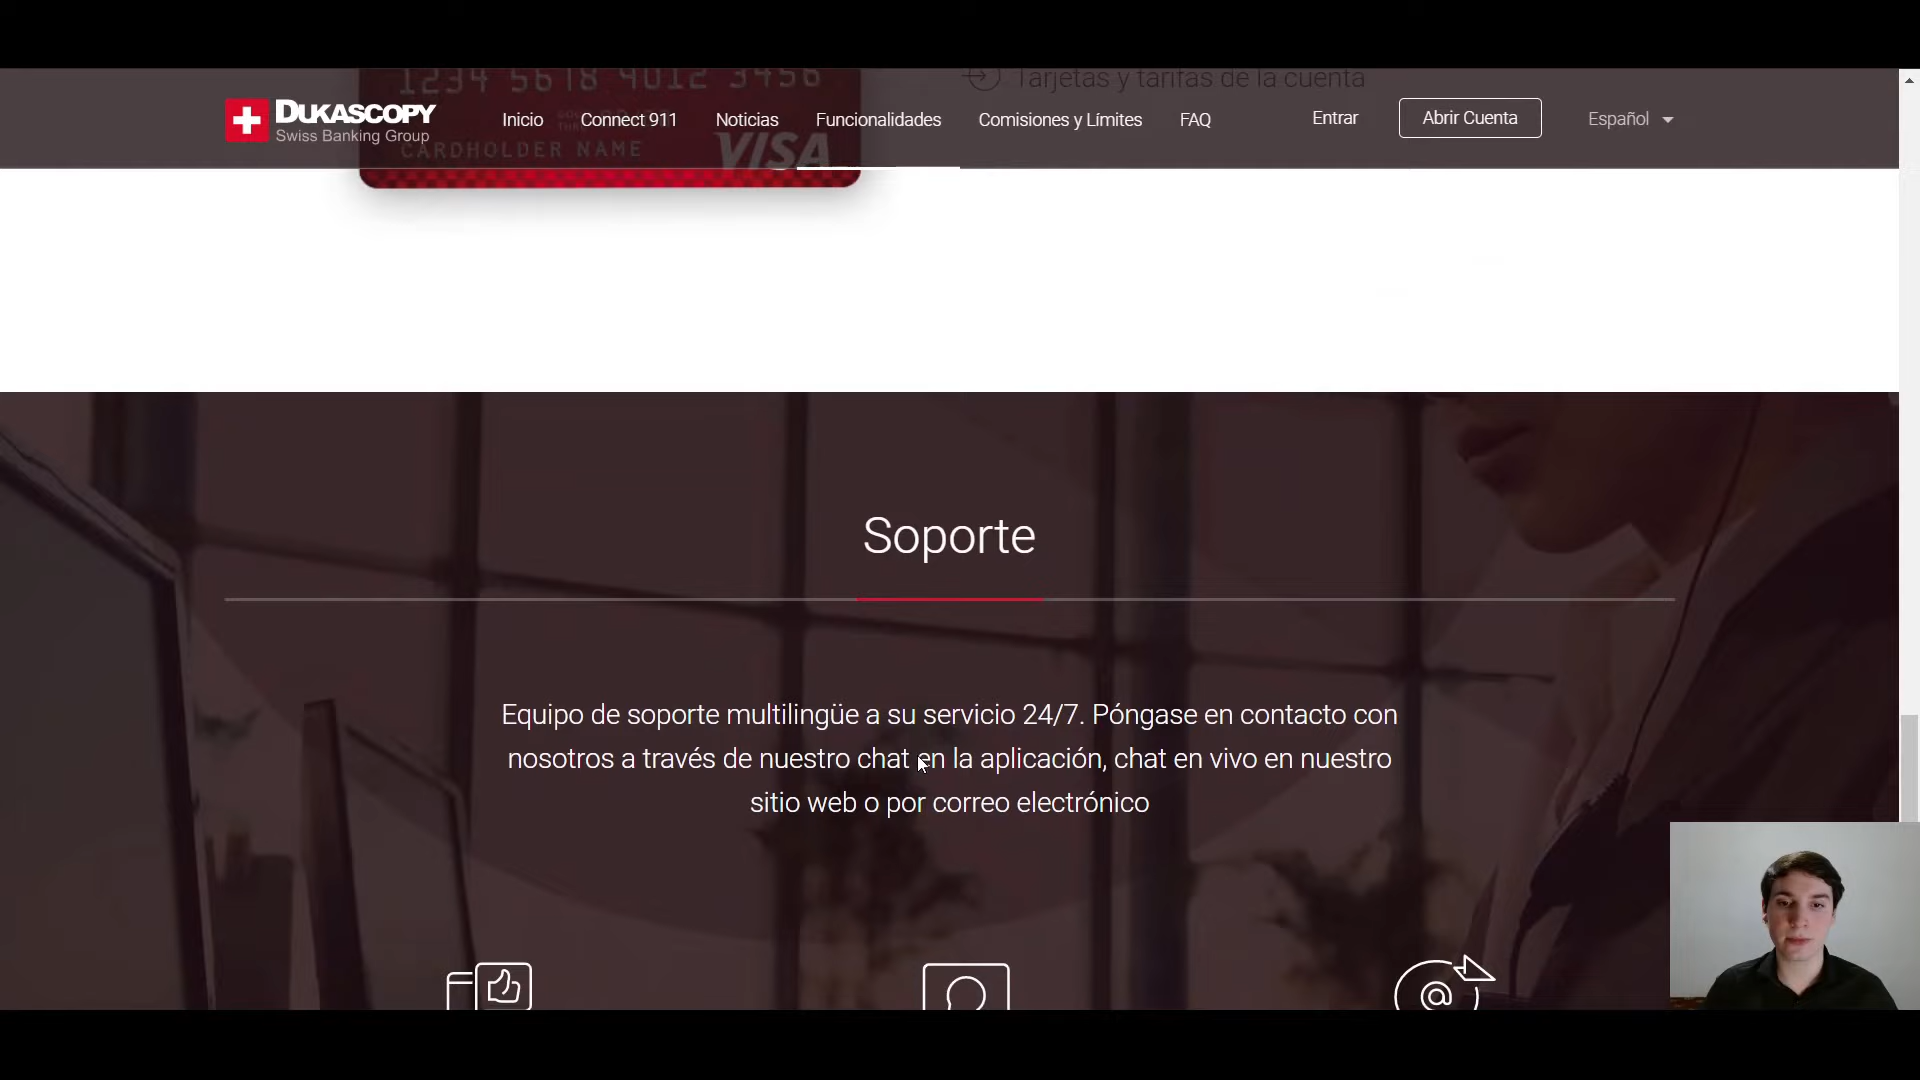 1234 5678 9012 3456
Tarjetas y tarifas de la cuenta
DUKASCOPY
Swiss Banking Group
Inicio
Connect 911
Noticias
Funcionalidades
Comisiones y Límites
FAQ
Entrar
Abrir Cuenta
Español
CARDHOLDER NAME
VISA
Soporte
Equipo de soporte multilingüe a su servicio 24/7. Póngase en contacto con
nosotros a través de nuestro chat en la aplicación, chat en vivo en nuestro
sitio web o por correo electrónico